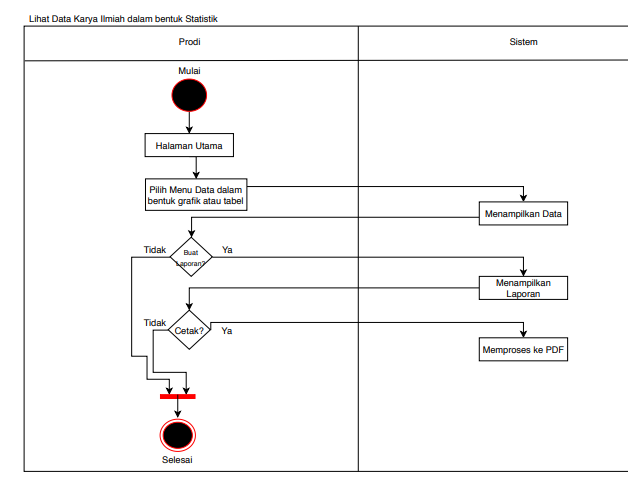 Lihat Data Karya Ilmiah dalam bentuk Statistik
Prodi
Sistem
Mulai
Halaman Utama
Pilih Menu Data dalam
bentuk grafik atau tabel
Menampilkan Data
Tidak
Buat
Laporan?
Ya
Menampilkan
Laporan
Tidak
Cetak?
Ya
Memproses ke PDF
Selesai